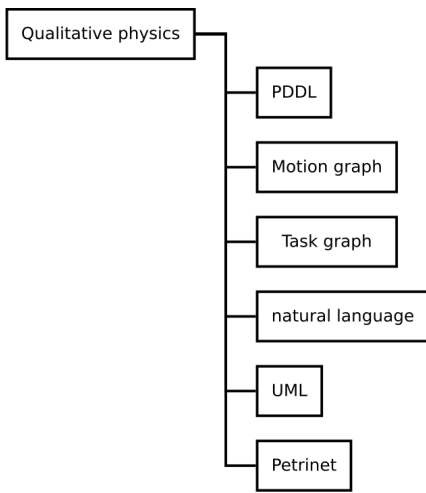 Qualitative physics
PDDL
Motion graph
Task graph
natural language
UML
Petrinet